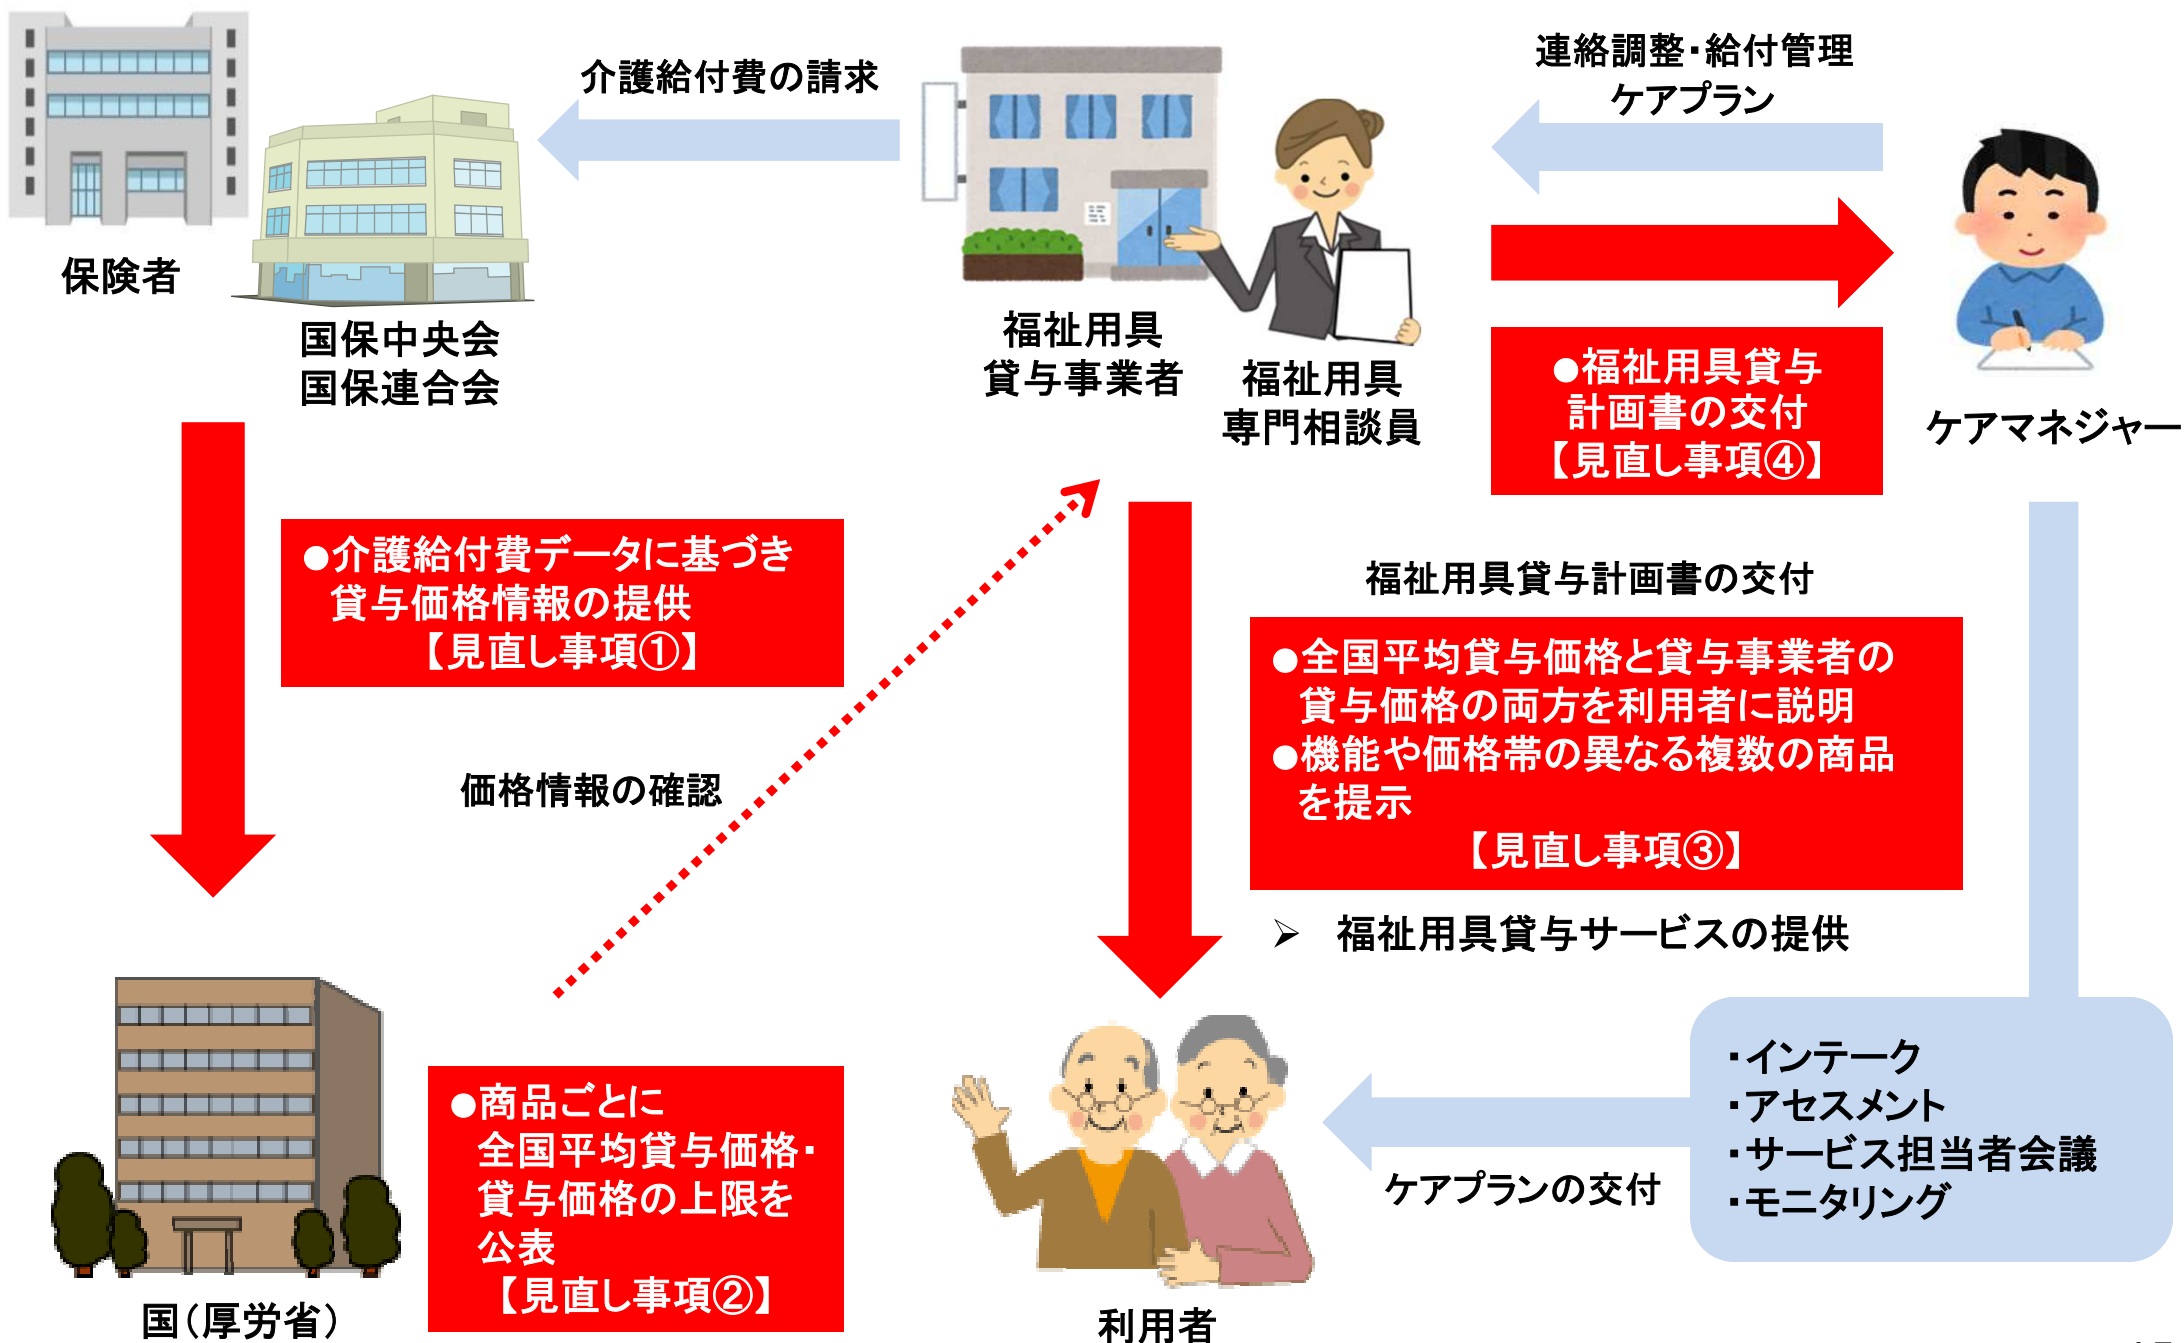 介護給付費の請求
連絡調整・給付管理
ケアプラン
保険者
国保中央会
国保連合会
福祉用具
貸与事業者
福祉用具
専門相談員
ケアマネジャー
●福祉用具貸与
計画書の交付
【見直し事項④】
●介護給付費データに基づき
貸与価格情報の提供
【見直し事項①】
福祉用具貸与計画書の交付
●全国平均貸与価格と貸与事業者の
貸与価格の両方を利用者に説明
●機能や価格帯の異なる複数の商品
を提示
【見直し事項③】
価格情報の確認
➢ 福祉用具貸与サービスの提供
・インテーク
・アセスメント
・サービス担当者会議
・モニタリング
ケアプランの交付
●商品ごとに
全国平均貸与価格・
貸与価格の上限を
公表
【見直し事項②】
国（厚労省）
利用者